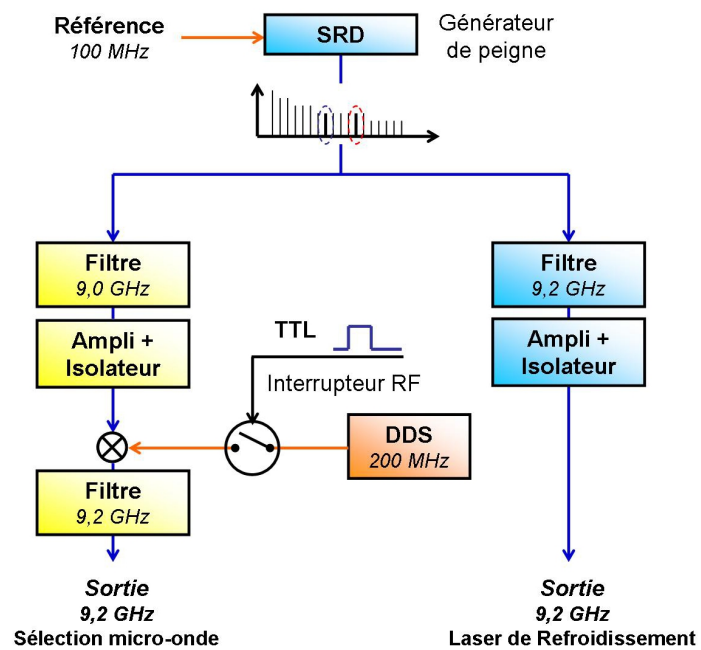 Référence
100 MHz
SRD
Générateur
de peigne
Filtre
9,0 GHz
Ampli +
Isolateur
Filtre
9,2 GHz
Ampli +
Isolateur
TTL
Interrupteur RF
DDS
200 MHz
Filtre
9,2 GHz
Sortie
9,2 GHz
Sélection micro-onde
Sortie
9,2 GHz
Laser de Refroidissement